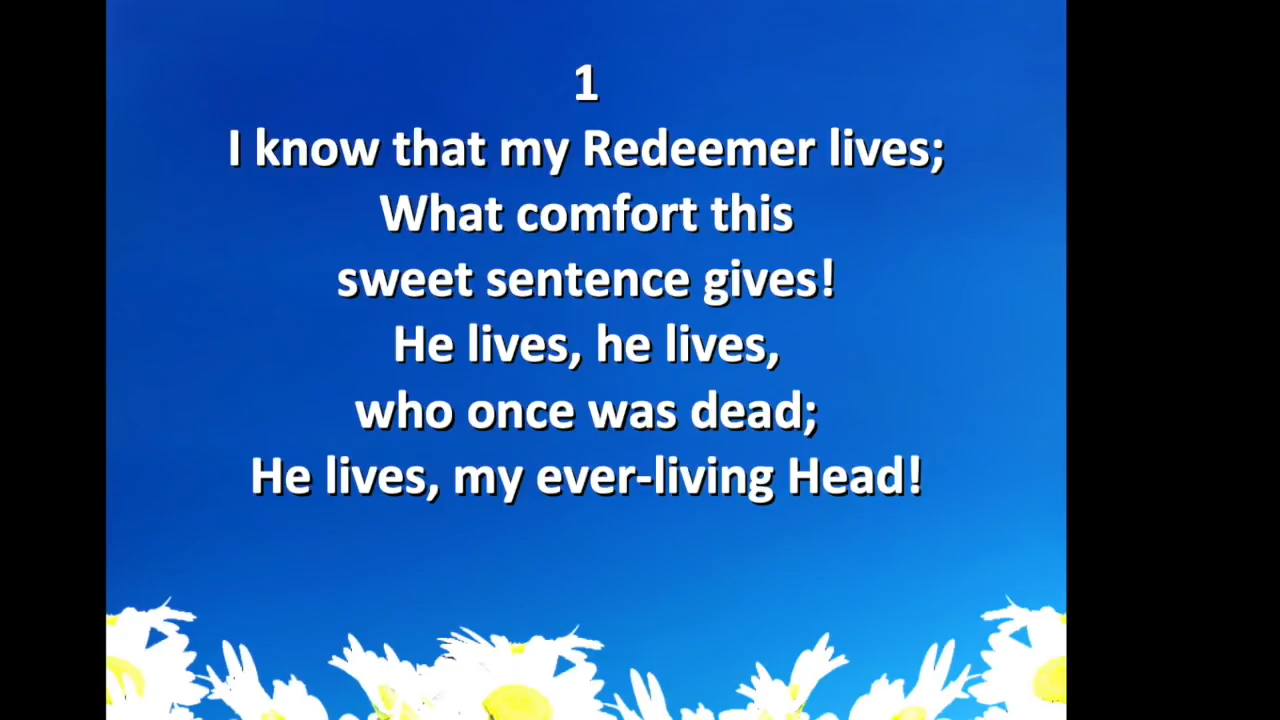 1
I know that my Redeemer lives;
What comfort this
sweet sentence gives!
He lives, he lives,
who once was dead;
He lives, my ever-living Head!